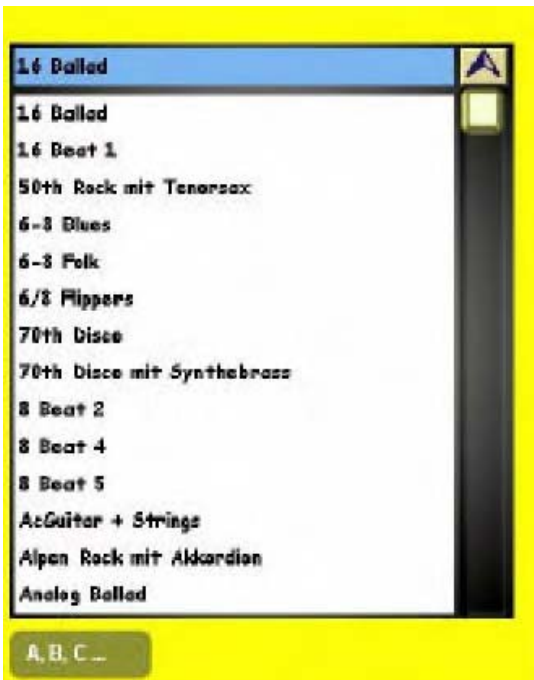 16 Ballad
16 Ballad
16 Beat 1
50th Rock mit Tenorsax
6-8 Blues
6-8 Folk
6/8 Flippers
70th Disco
70th Disco mit Synthebrass
8 Beat 2
8 Beat 4
8 Beat 5
AcGuitar + Strings
Alpen Rock mit Akkordion
Analog Ballad
A, B, C ...